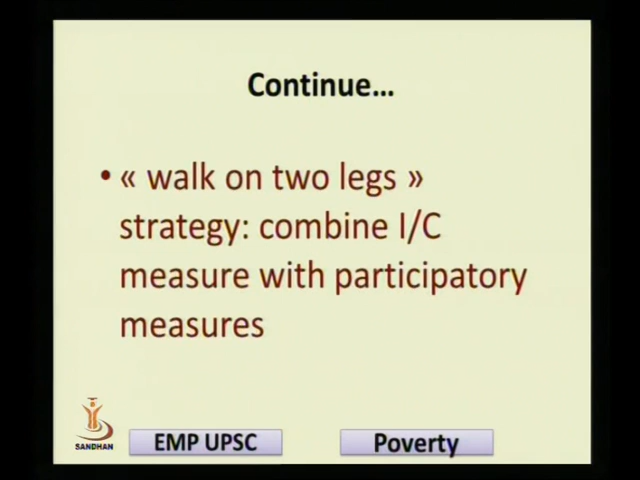 Continue...
• « walk on two legs »
strategy: combine I/C
measure with participatory
measures
SANDHAN
EMP UPSC
Poverty